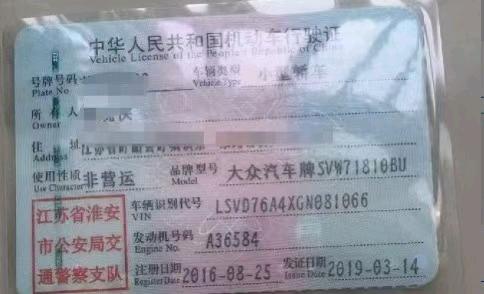 中华人民共和国机动车行驶证
Vehicle License of the People's Republic of China
号牌号码 车辆类型 小型轿车
Plate No. Vehicle Type
所有人
Owner
住址 江苏省
Address
使用性质 非营运 品牌型号 大众汽车牌SVW71810BU
Use Character Model
江苏省淮安
市公安局交
通警察支队
车辆识别代号 LSVD76A4XGN081066
VIN
发动机号码 A36584
Engine No.
注册日期 2016-08-25 发证日期 2019-03-14
Register Date Issue Date